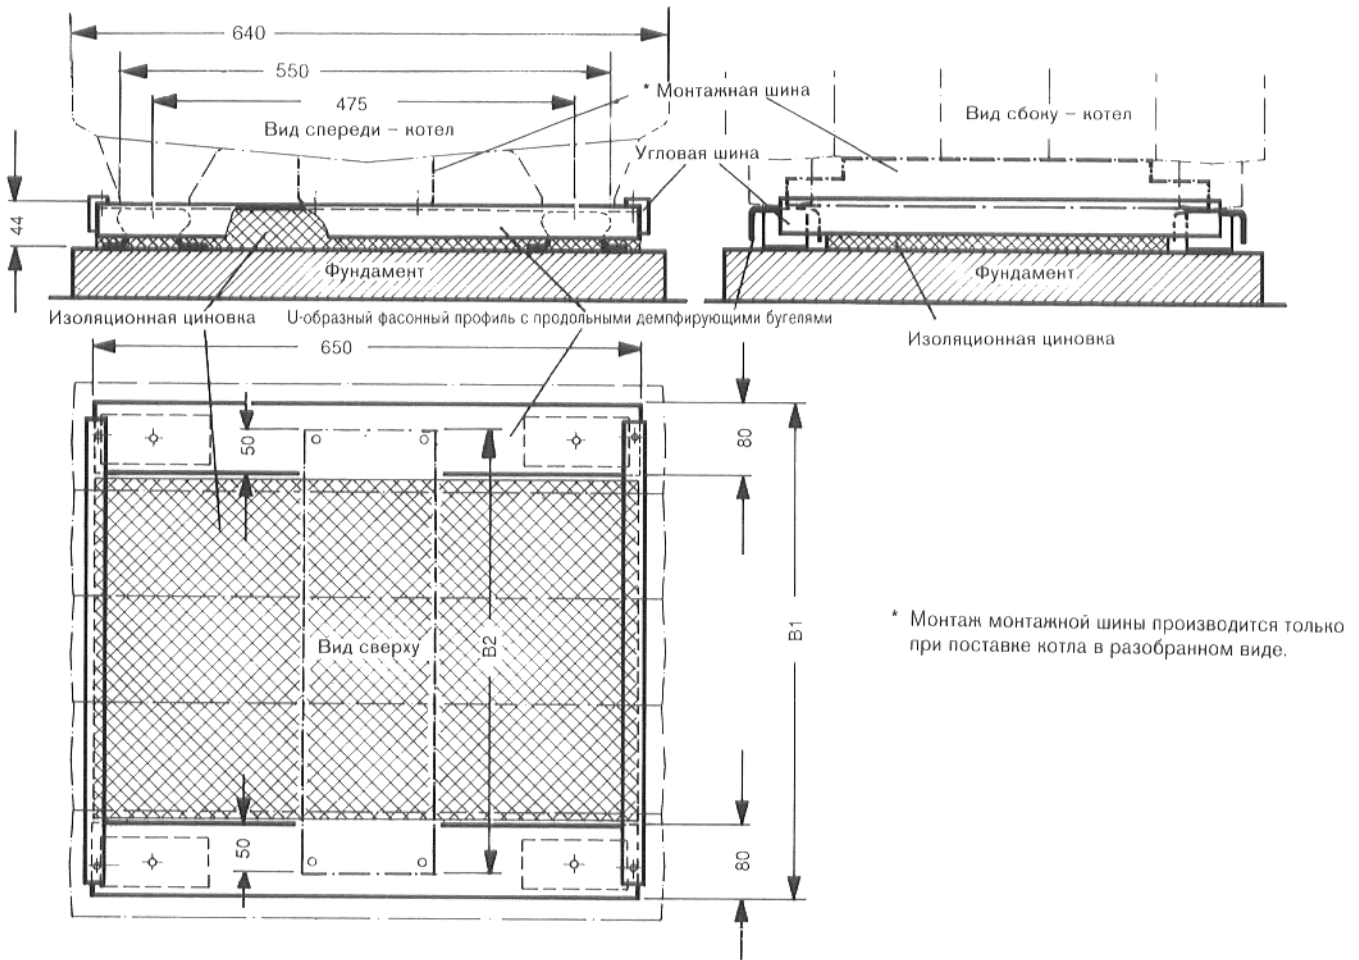 640
550
475
* Монтажная шина
Вид спереди – котел
Вид сбоку – котел
Угловая шина
44
Фундамент
Фундамент
Изоляционная циновка
U-образный фасонный профиль с продольными демпфирующими бугелями
Изоляционная циновка
650
50
80
B1
B2
Вид сверху
* Монтаж монтажной шины производится только
при поставке котла в разобранном виде.
50
80